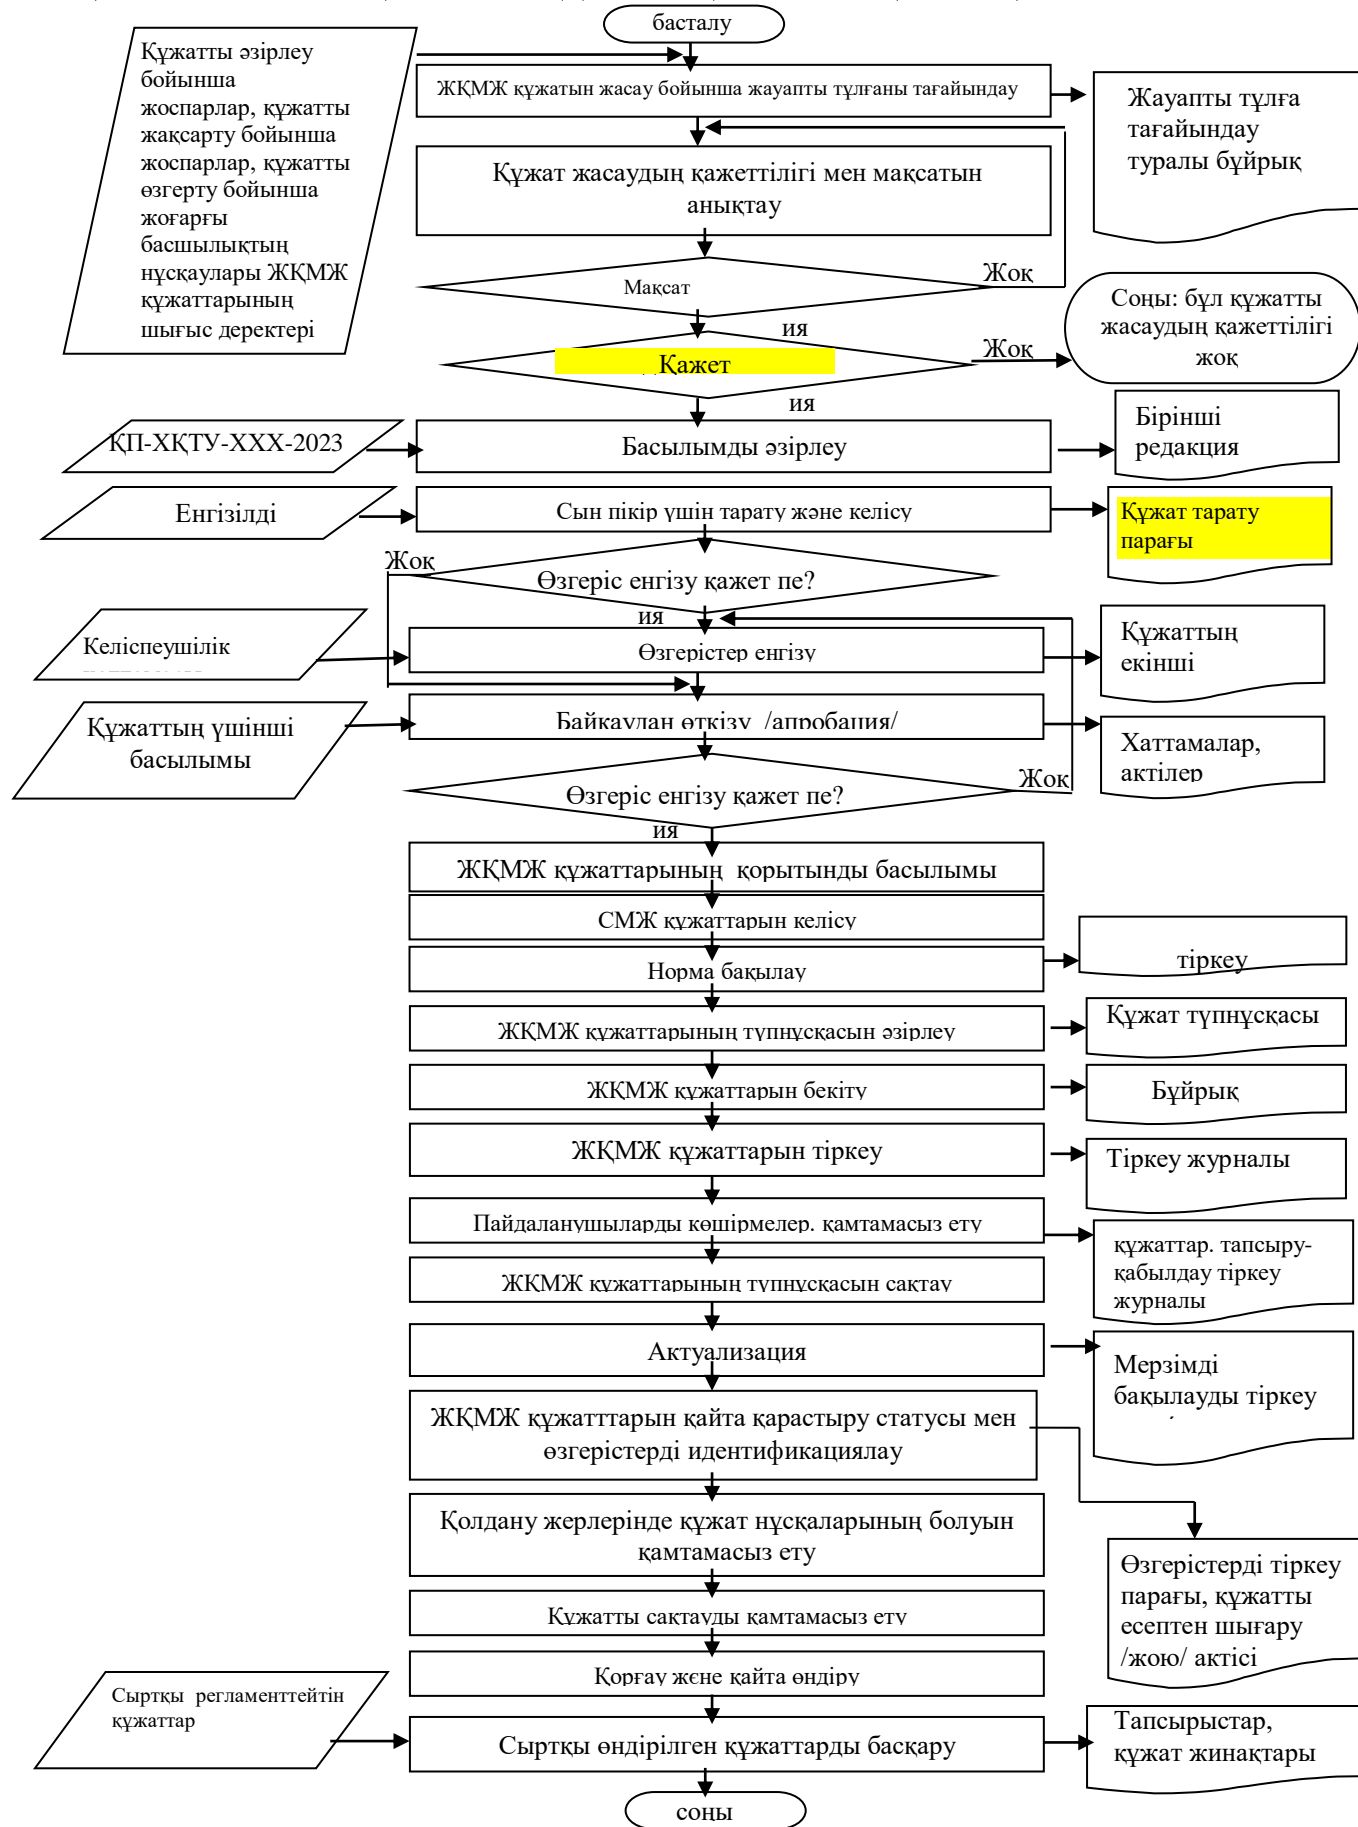 басталу
Құжатты әзірлеу
бойынша
жоспарлар, құжатты
жақсарту бойынша
жоспарлар, құжатты
өзгерту бойынша
жоғарғы
басшылықтың
нұсқаулары ЖҚМЖ
құжаттарының
шығыс деректері
ЖҚМЖ құжатын жасау бойынша жауапты тұлғаны тағайындау
Жауапты тұлға
тағайындау
туралы бұйрық
Құжат жасаудың қажеттілігі мен мақсатын
анықтау
Мақсат
Жоқ
ия
Соңы: бұл құжатты
жасаудың қажеттілігі
жоқ
Қажет
Жоқ
ия
ҚП-ХҚТУ-ХХХ-2023
Басылымды әзірлеу
Бірінші
редакция
Енгізілді
Сын пікір үшін тарату және келісу
Құжат тарату
парағы
Жоқ
Өзгеріс енгізу қажет пе?
ия
Келіспеушілік
Өзгерістер енгізу
Құжаттың
екінші
Құжаттың үшінші
басылымы
Байқаудан өткізу /апробация/
Хаттамалар,
актілер
Өзгеріс енгізу қажет пе?
Жоқ
ия
ЖҚМЖ құжаттарының қорытынды басылымы
СМЖ құжаттарын келісу
Норма бақылау
тіркеу
ЖҚМЖ құжаттарының түпнұсқасын әзірлеу
Құжат түпнұсқасы
ЖҚМЖ құжаттарын бекіту
Бұйрық
ЖҚМЖ құжаттарын тіркеу
Тіркеу журналы
Пайдаланушыларды көшірмелер. қамтамасыз ету
құжаттар. тапсыру-
қабылдау тіркеу
журналы
ЖҚМЖ құжаттарының түпнұсқасын сақтау
Актуализация
Мерзімді
бақылауды тіркеу
ЖҚМЖ құжатттарын қайта қарастыру статусы мен
өзгерістерді идентификациялау
Қолдану жерлерінде құжат нұсқаларының болуын
қамтамасыз ету
Өзгерістерді тіркеу
парағы, құжатты
есептен шығару
/жою/ актісі
Құжатты сақтауды қамтамасыз ету
Қорғау жєне қайта өндіру
Сыртқы регламенттейтін
құжаттар
Сыртқы өндірілген құжаттарды басқару
Тапсырыстар,
құжат жинақтары
соңы